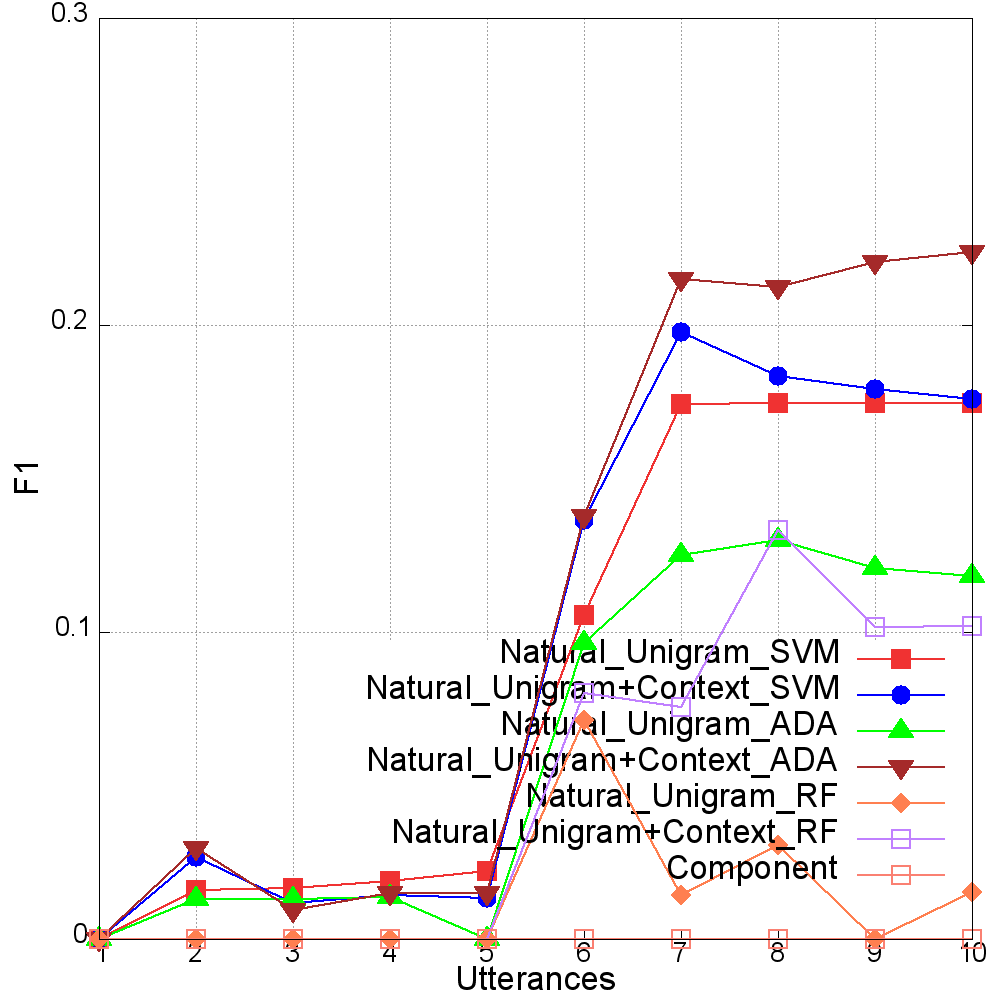 0.3
0.2
F1
0.1
Natural_Unigram_SVM
Natural_Unigram+Context_SVM
Natural_Unigram_ADA
Natural_Unigram+Context_ADA
Natural_Unigram_RF
Natural_Unigram+Context_RF
Component
0
1 2 3 4 5 6 7 8 9 10
Utterances